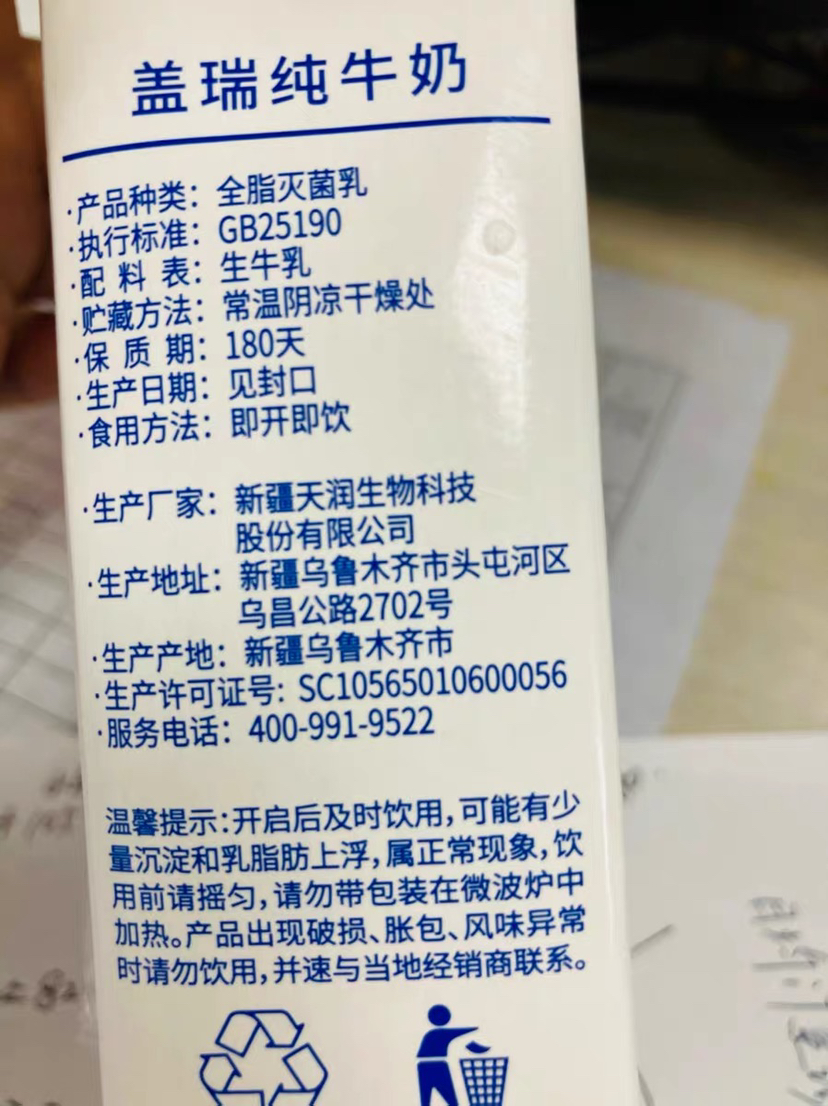 盖瑞纯牛奶
·产品种类：全脂灭菌乳
·执行标准：GB25190
·配 料 表：生牛乳
·贮藏方法：常温阴凉干燥处
·保 质 期：180天
·生产日期：见封口
·食用方法：即开即饮
·生产厂家：新疆天润生物科技
股份有限公司
·生产地址：新疆乌鲁木齐市头屯河区
乌昌公路2702号
·生产产地：新疆乌鲁木齐市
·生产许可证号：SC10565010600056
·服务电话：400-991-9522
温馨提示：开启后及时饮用，可能有少
量沉淀和乳脂肪上浮，属正常现象，饮
用前请摇匀，请勿带包装在微波炉中
加热。产品出现破损、胀包、风味异常
时请勿饮用，并速与当地经销商联系。